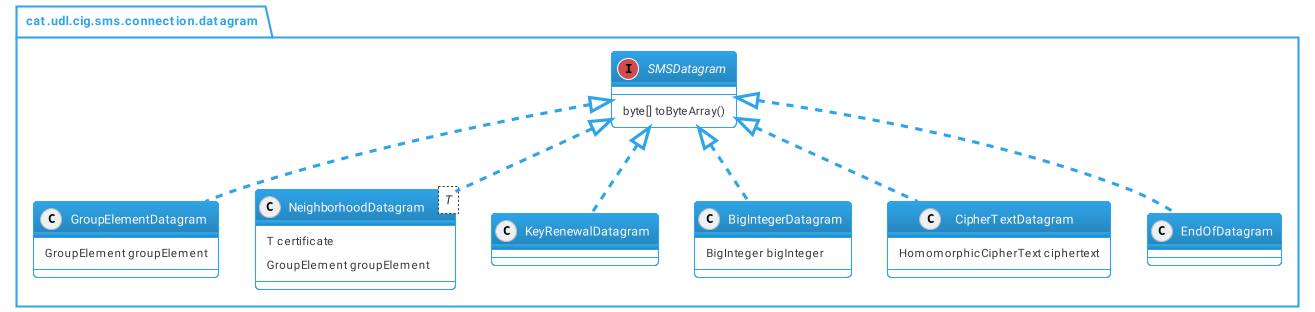 cat.udl.cig.sms.connection.datagram
I SMSDatagram
byte[] toByteArray()
C GroupElementDatagram
GroupElement groupElement
C NeighborhoodDatagram T
T certificate
GroupElement groupElement
C KeyRenewalDatagram
C BigIntegerDatagram
BigInteger bigInteger
C CipherTextDatagram
HomomorphicCipherText ciphertext
C EndOfDatagram